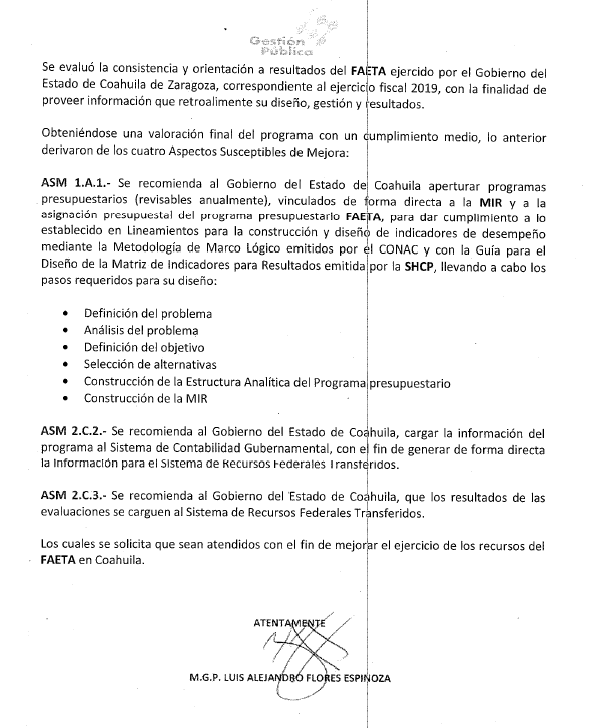 Gestión
Pública
Se evaluó la consistencia y orientación a resultados del FAETA ejercido por el Gobierno del
Estado de Coahuila de Zaragoza, correspondiente al ejercicio fiscal 2019, con la finalidad de
proveer información que retroalimente su diseño, gestión y resultados.
Obteniéndose una valoración final del programa con un cumplimiento medio, lo anterior
derivaron de los cuatro Aspectos Susceptibles de Mejora:
ASM 1.A.1.- Se recomienda al Gobierno del Estado de Coahuila aperturar programas
presupuestarios (revisables anualmente), vinculados de forma directa a la MIR y a la
asignación presupuestal del programa presupuestario FAETA, para dar cumplimiento a lo
establecido en Lineamientos para la construcción y diseño de indicadores de desempeño
mediante la Metodología de Marco Lógico emitidos por el CONAC y con la Guía para el
Diseño de la Matriz de Indicadores para Resultados emitida por la SHCP, llevando a cabo los
pasos requeridos para su diseño:
• Definición del problema
• Análisis del problema
• Definición del objetivo
• Selección de alternativas
• Construcción de la Estructura Analítica del Programa presupuestario
• Construcción de la MIR
ASM 2.C.2.- Se recomienda al Gobierno del Estado de Coahuila, cargar la información del
programa al Sistema de Contabilidad Gubernamental, con el fin de generar de forma directa
la Información para el Sistema de Recursos Federales Transferidos.
ASM 2.C.3.- Se recomienda al Gobierno del Estado de Coahuila, que los resultados de las
evaluaciones se carguen al Sistema de Recursos Federales Transferidos.
Los cuales se solicita que sean atendidos con el fin de mejorar el ejercicio de los recursos del
FAETA en Coahuila.
ATENTAMENTE
M.G.P. LUIS ALEJANDRO FLORES ESPINOZA